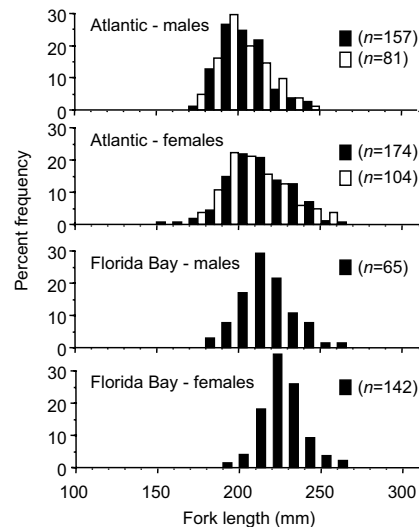 30
Atlantic - males
(n=157)
20
(n=81)
10
0
30
Atlantic - females
(n=174)
20
(n=104)
10
0
Percent frequency
30
Florida Bay - males
(n=65)
20
10
0
30
Florida Bay - females
(n=142)
20
10
0
100 150 200 250 300
Fork length (mm)